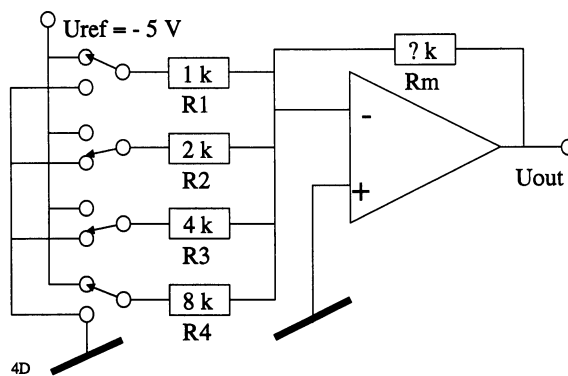 Uref = - 5 V
? k
Rm
1 k
R1
-
2 k
R2
+
Uout
4 k
R3
8 k
R4
4D